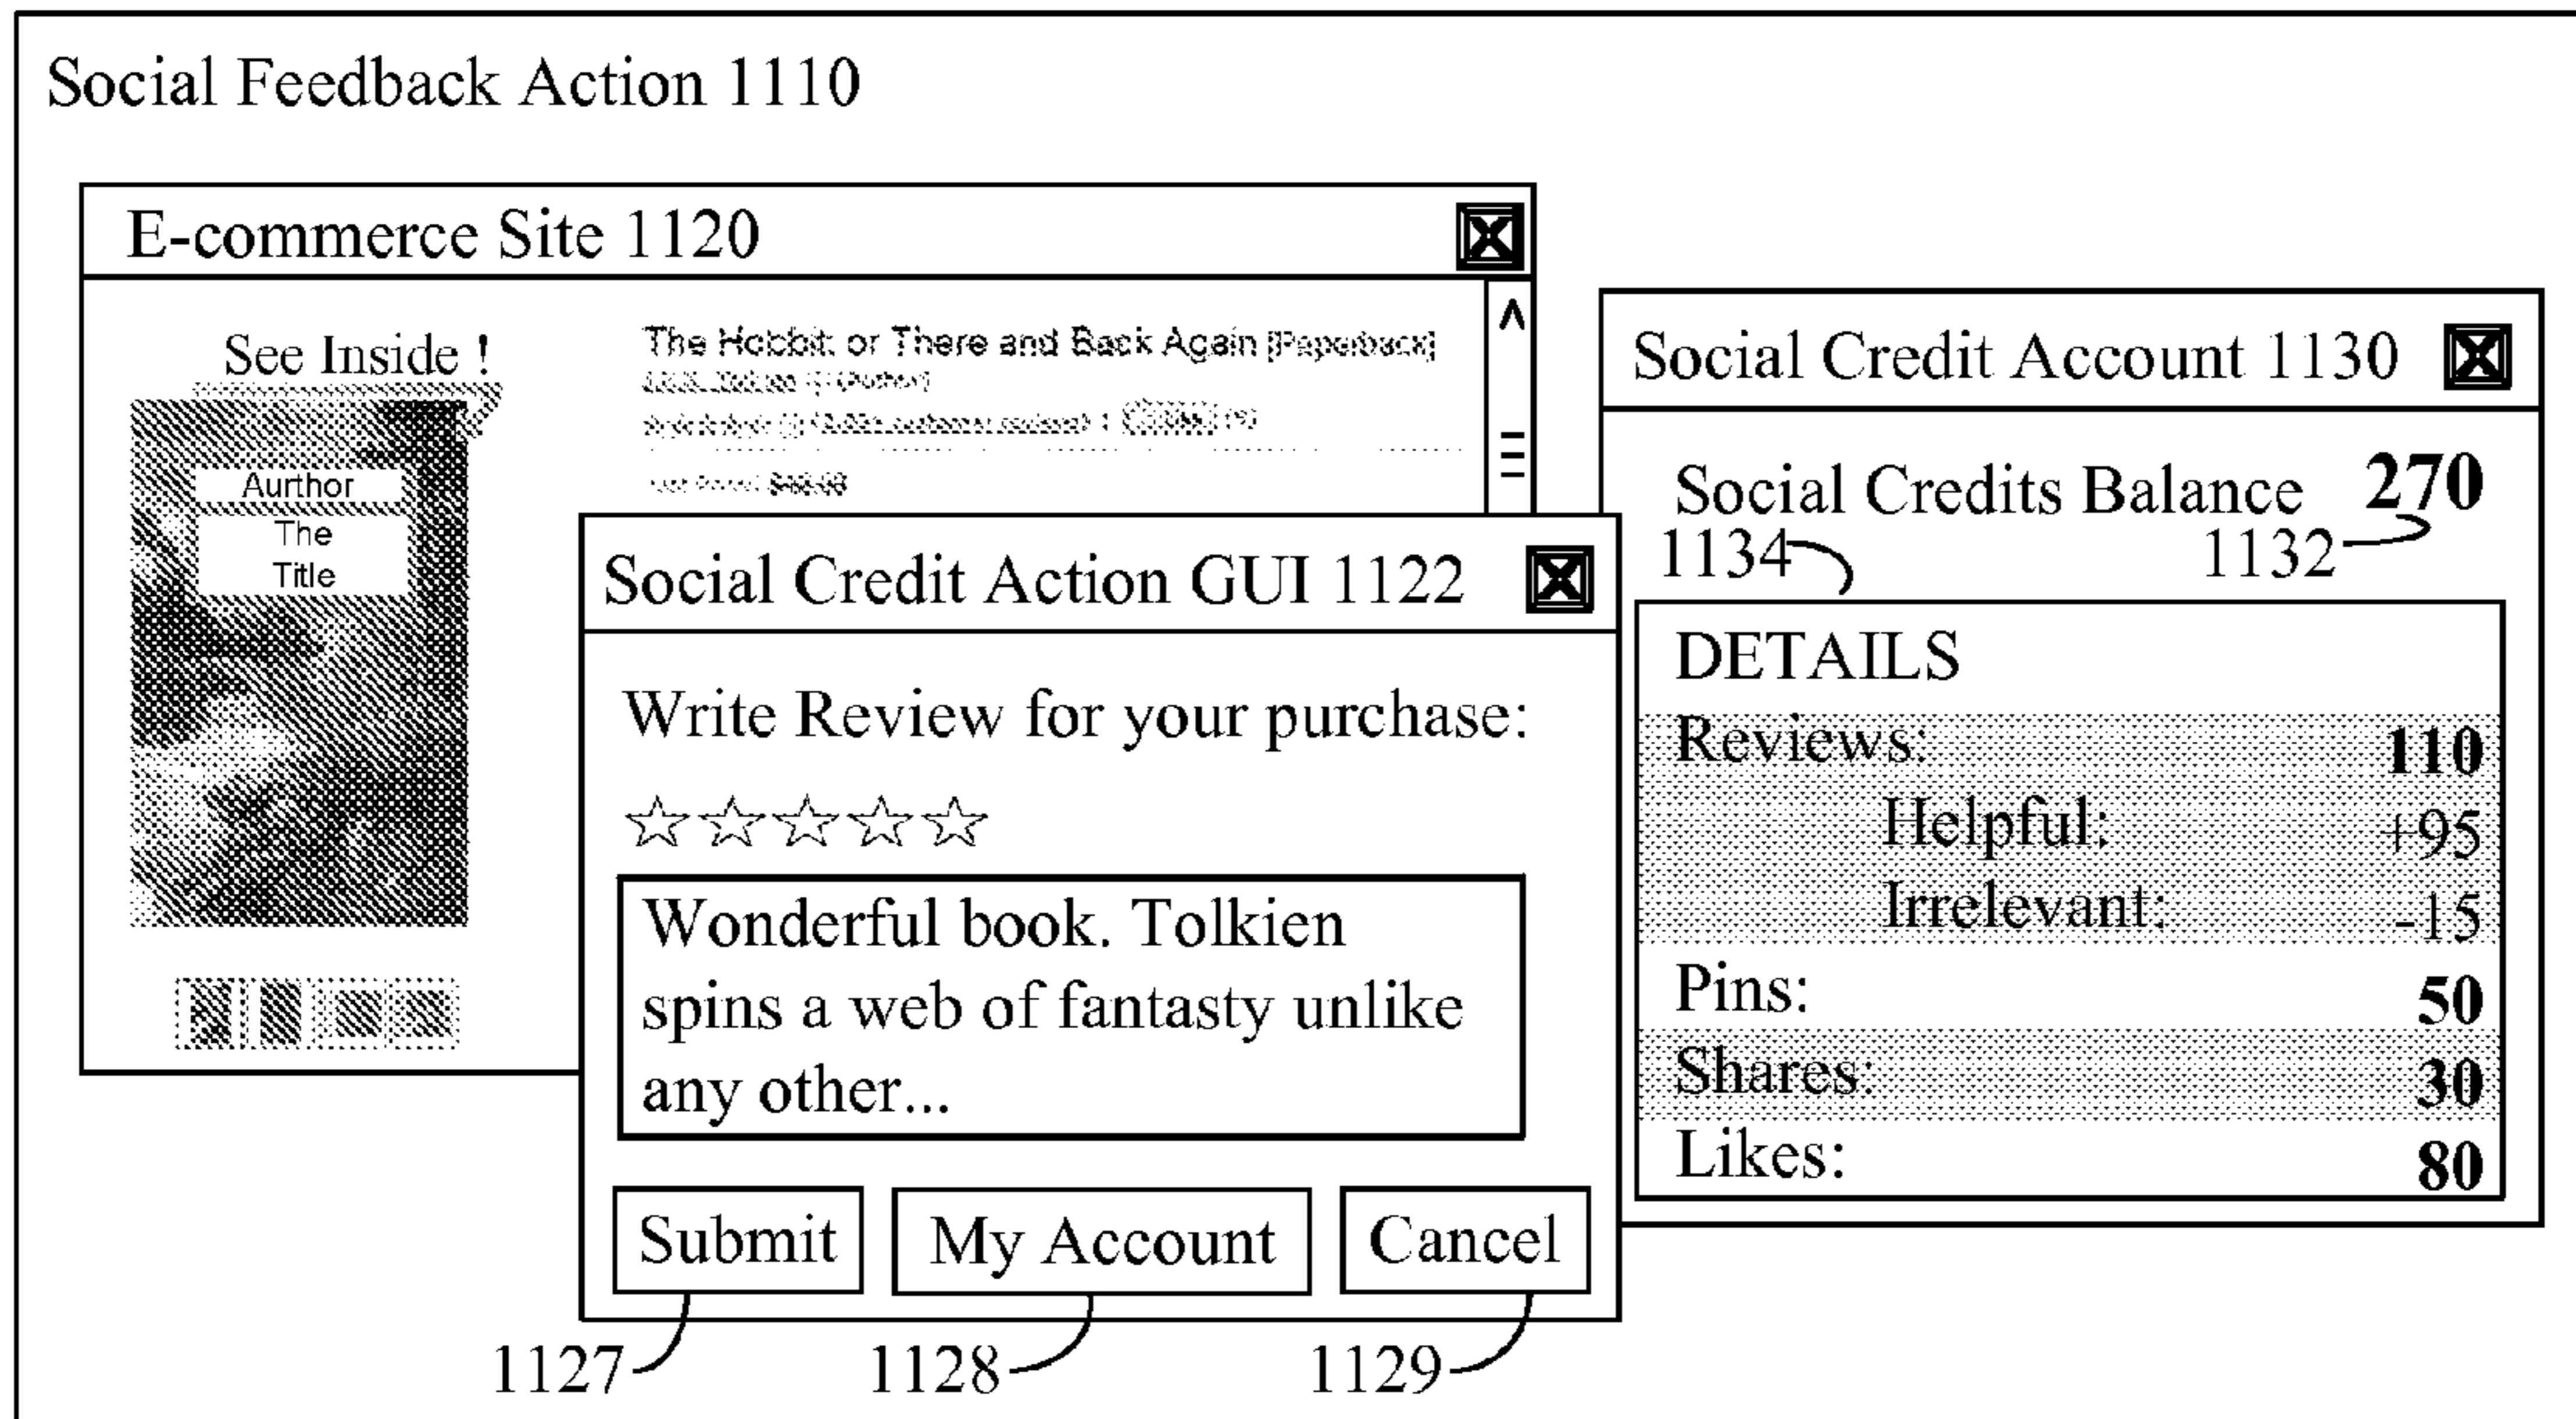 Social Feedback Action 1110
E-commerce Site 1120
See Inside !
The Hobbit: or There and Back Again [Paperback]
Aurthor
The
Title
Social Credit Action GUI 1122
Write Review for your purchase:
Wonderful book. Tolkien
spins a web of fantasty unlike
any other...
Submit
My Account
Cancel
1127
1128
1129
Social Credit Account 1130
Social Credits Balance 270
1134
1132
DETAILS
Reviews: 110
Helpful: +95
Irrelevant: -15
Pins: 50
Shares: 30
Likes: 80